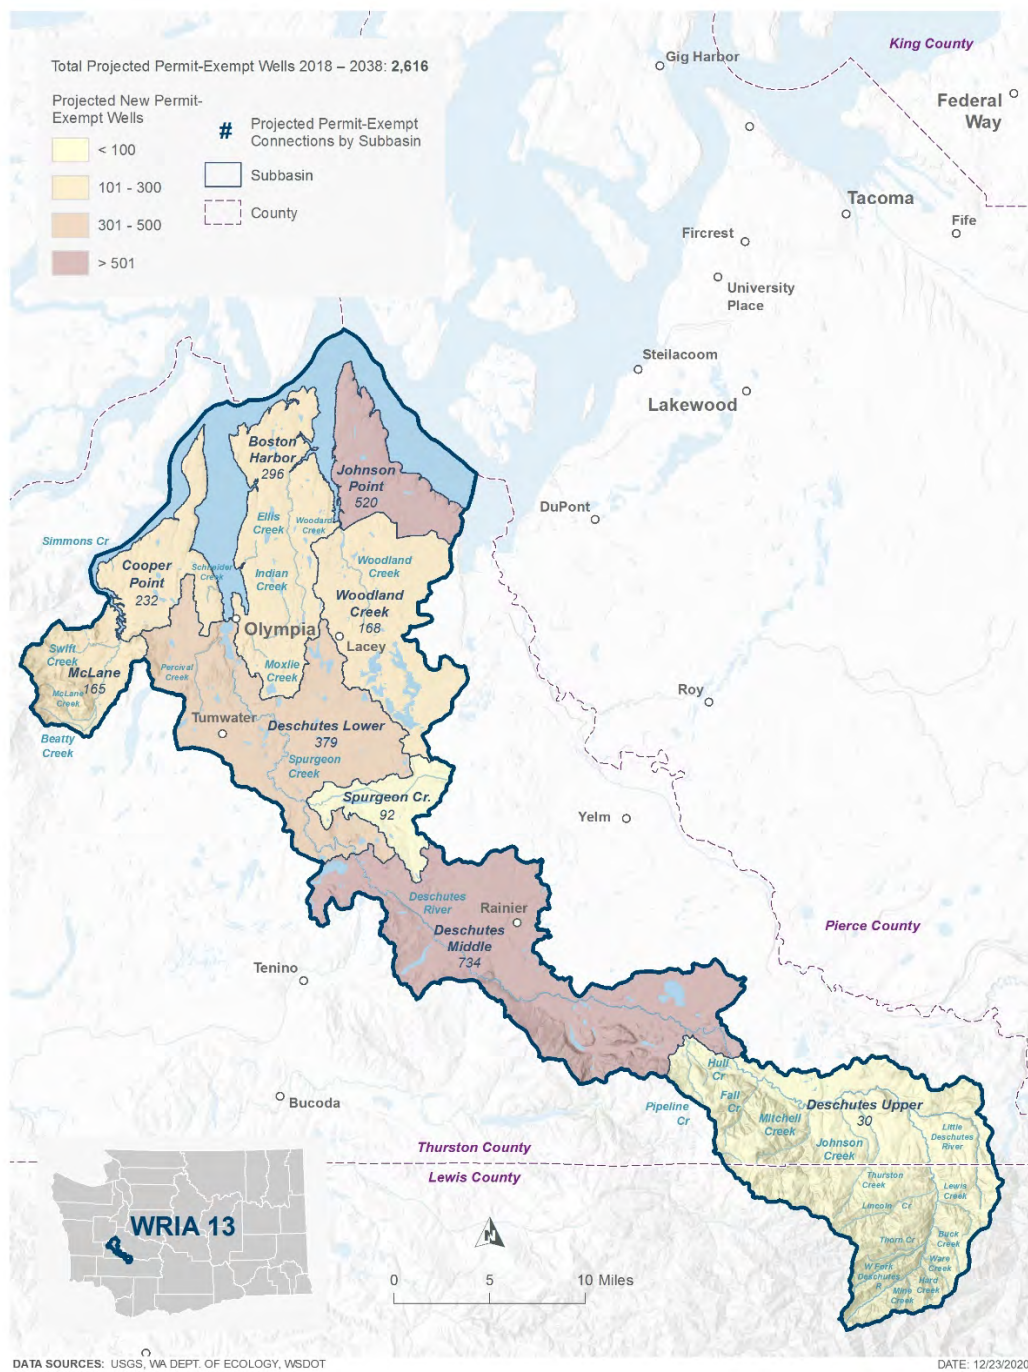 Total Projected Permit-Exempt Wells 2018 – 2038: 2,616
Projected New Permit-
Exempt Wells
< 100
101 - 300
301 - 500
> 501
# Projected Permit-Exempt
Connections by Subbasin
Subbasin
County
King County
Gig Harbor
Federal
Way
Tacoma
Fife
Fircrest
University
Place
Steilacoom
Lakewood
DuPont
Boston
Harbor
296
Johnson
Point
520
Ellis
Creek
Woodard
Creek
Simmons Cr
Cooper
Point
232
Schneider
Creek
Indian
Creek
Woodland
Creek
Woodland
Creek
168
Olympia
Lacey
Swift
Creek
McLane
165
McLane
Creek
Beatty
Creek
Percival
Creek
Moxlie
Creek
Roy
Tumwater
Deschutes Lower
379
Spurgeon
Creek
Spurgeon Cr.
92
Yelm
Deschutes
River
Rainier
Deschutes
Middle
734
Pierce County
Tenino
Bucoda
Hull
Cr
Pipeline
Cr
Fall
Cr
Mitchell
Creek
Deschutes Upper
30
Johnson
Creek
Little
Deschutes
River
Thurston County
Lewis County
Thurston
Creek
Lewis
Creek
Lincoln Cr
Thorn Cr
Buck
Creek
Ware
Creek
W Fork
Deschutes
R
Hard
Creek
Mine
Creek
WRIA 13
N
0 5 10 Miles
DATA SOURCES: USGS, WA DEPT. OF ECOLOGY, WSDOT
DATE: 12/23/2020